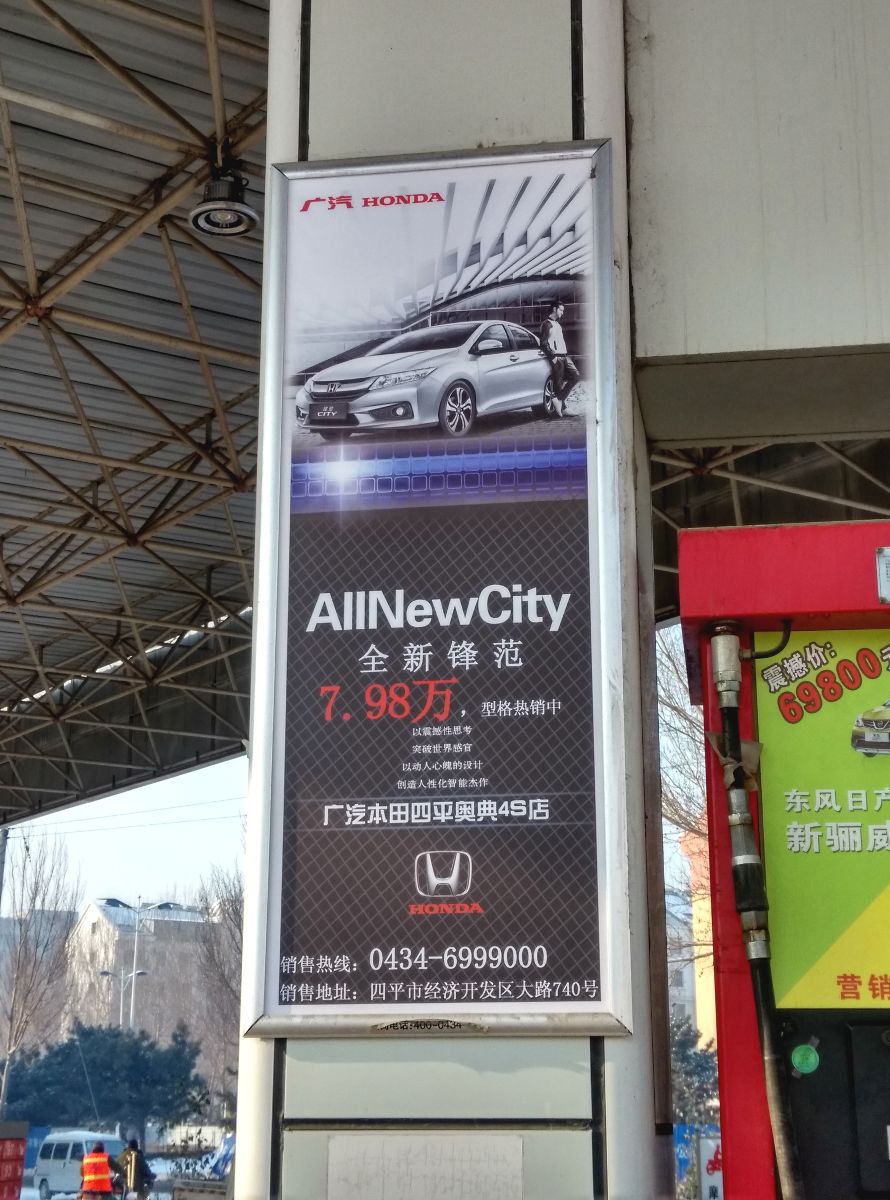 广汽 HONDA
CITY
AllNewCity
全新锋范
7.98万，型格热销中
以震撼性思考
突破世界感官
以动人心魄的设计
创造人性化智能杰作
广汽本田四平奥典4S店
HONDA
销售热线：0434-6999000
销售地址：四平市经济开发区大路740号
电话:400-0434
震撼价:
69800
东风日产
新骊威
营销